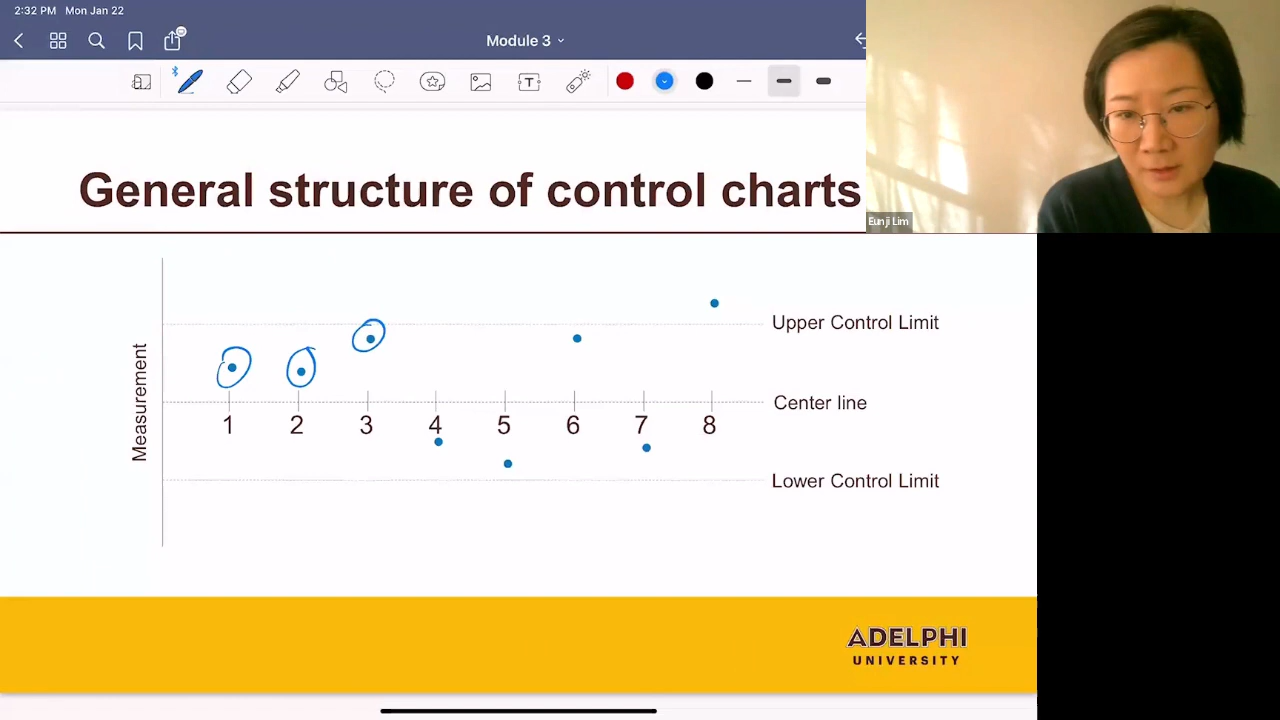 2:32 PM Mon Jan 22
Module 3
T
General structure of control charts
Eunji Lim
Measurement
Upper Control Limit
Center line
1 2 3 4 5 6 7 8
Lower Control Limit
ADELPHI
UNIVERSITY